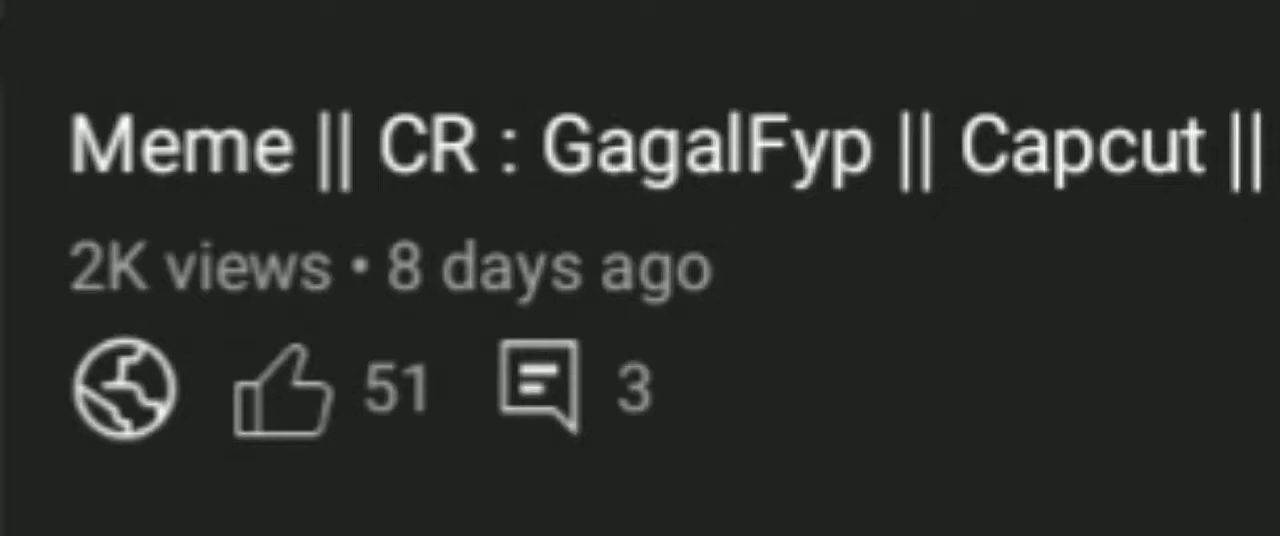 Meme || CR : GagalFyp || Capcut ||
2K views • 8 days ago
51 3